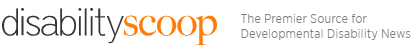 disabilityscoop
The Premier Source for
Developmental Disability News